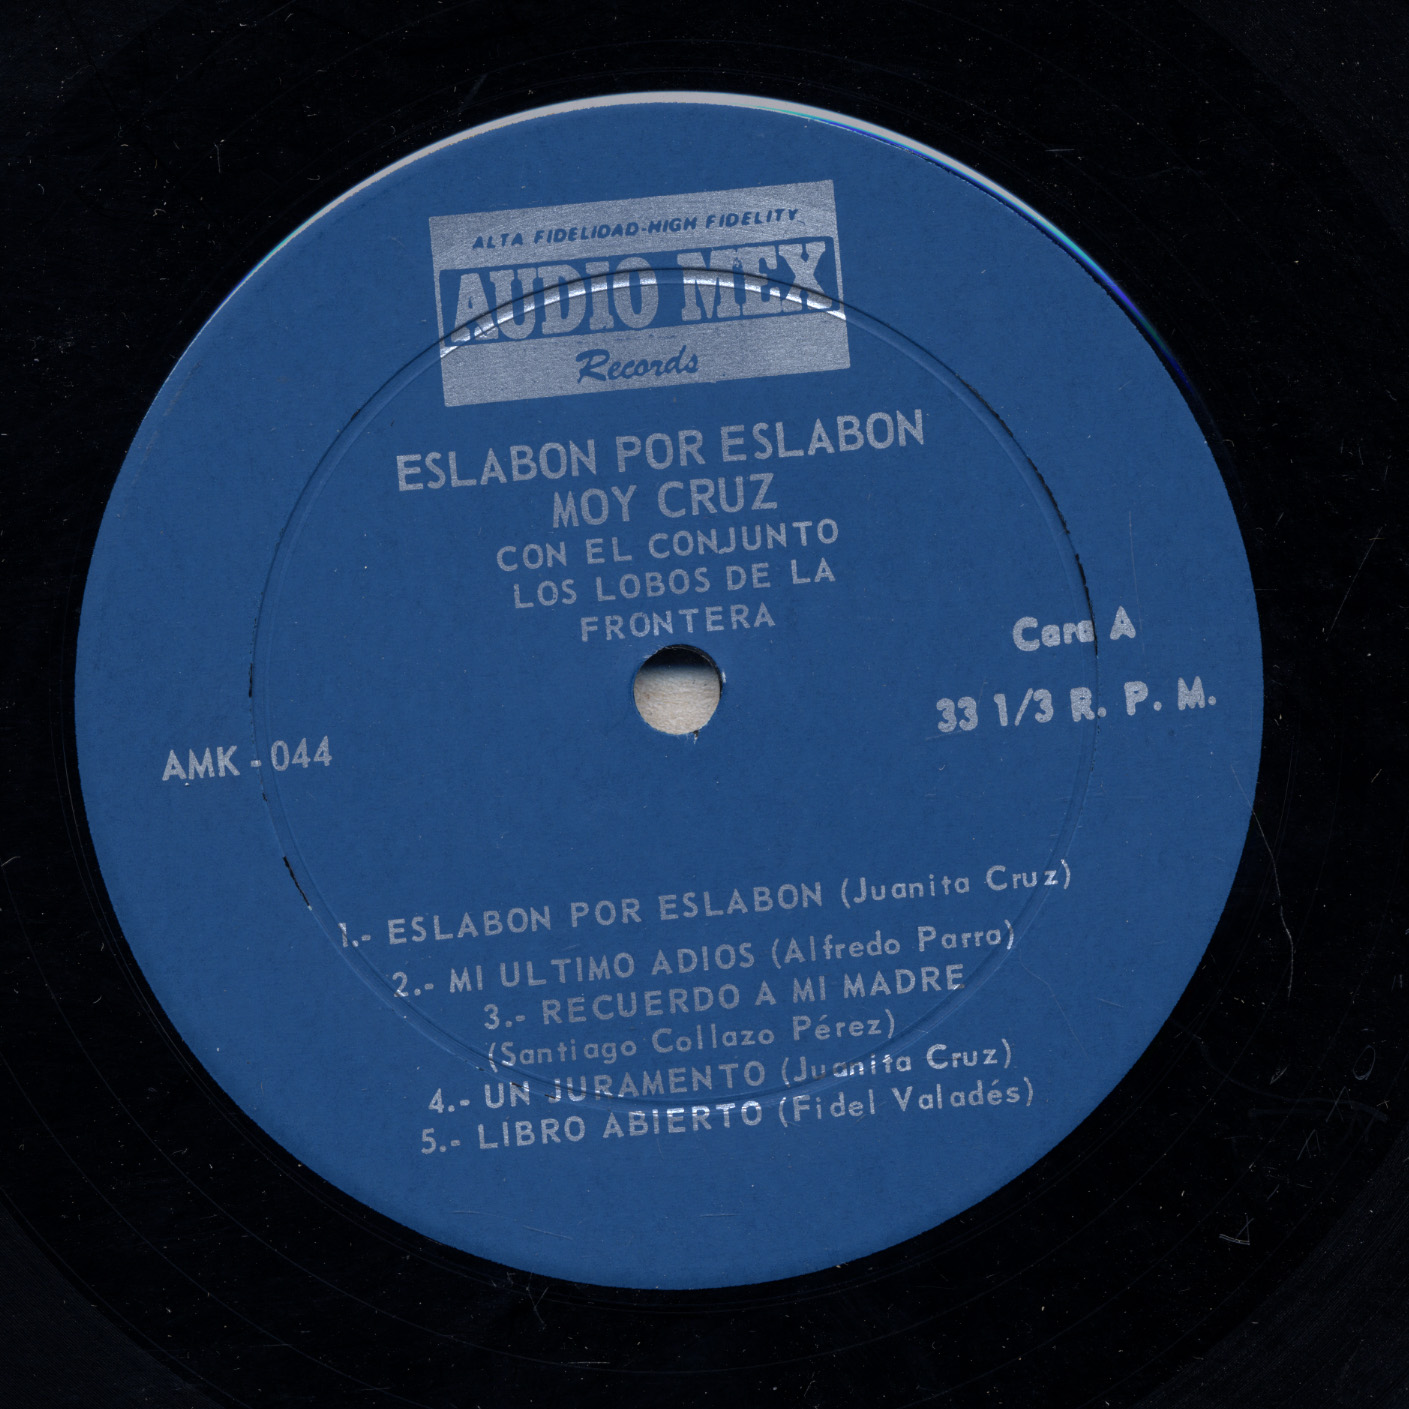 ALTA FIDELIDAD-HIGH FIDELITY
AUDIO MEX
Records
ESLABON POR ESLABON
MOY CRUZ
CON EL CONJUNTO
LOS LOBOS DE LA
FRONTERA
Cara A
33 1/3 R. P. M.
AMK - 044
1.- ESLABON POR ESLABON (Juanita Cruz)
2.- MI ULTIMO ADIOS (Alfredo Parra)
3.- RECUERDO A MI MADRE
(Santiago Collazo Pérez)
4.- UN JURAMENTO (Juanita Cruz)
5.- LIBRO ABIERTO (Fidel Valadés)